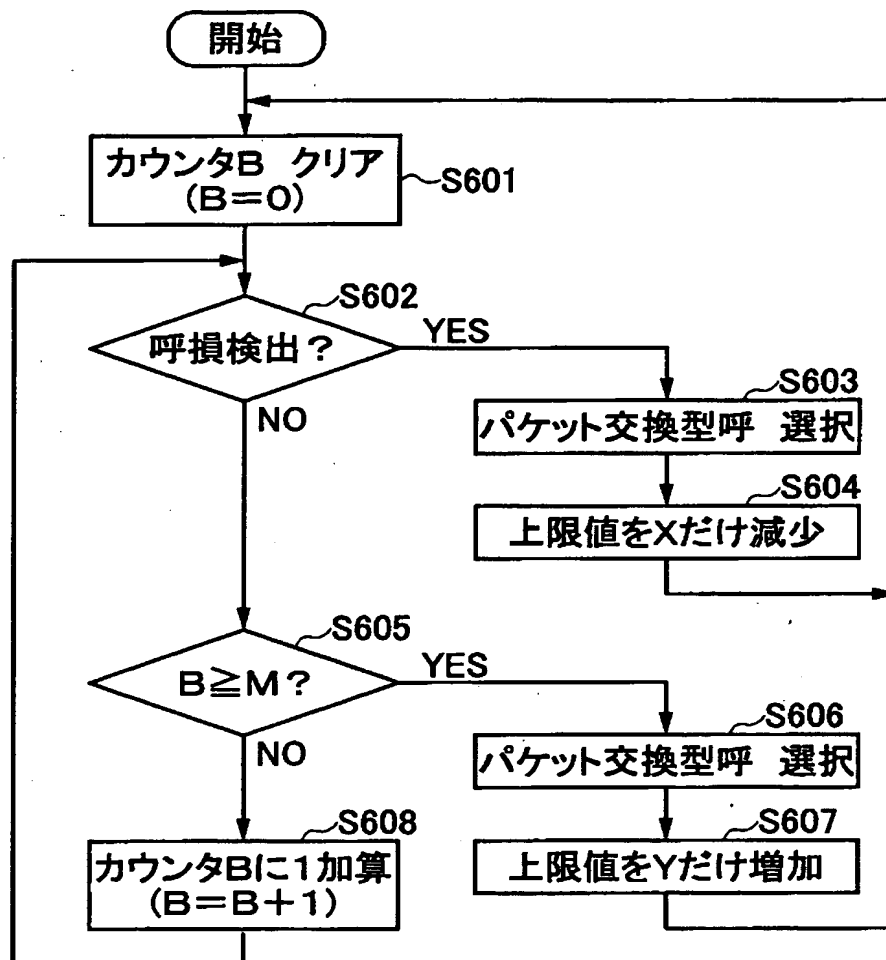 開始
カウンタB クリア
(B=0)
S601
呼損検出?
S602
YES
NO
S603
パケット交換型呼 選択
S604
上限値をXだけ減少
S605
B≧M?
YES
NO
S606
パケット交換型呼 選択
S607
上限値をYだけ増加
S608
カウンタBに1加算
(B=B+1)